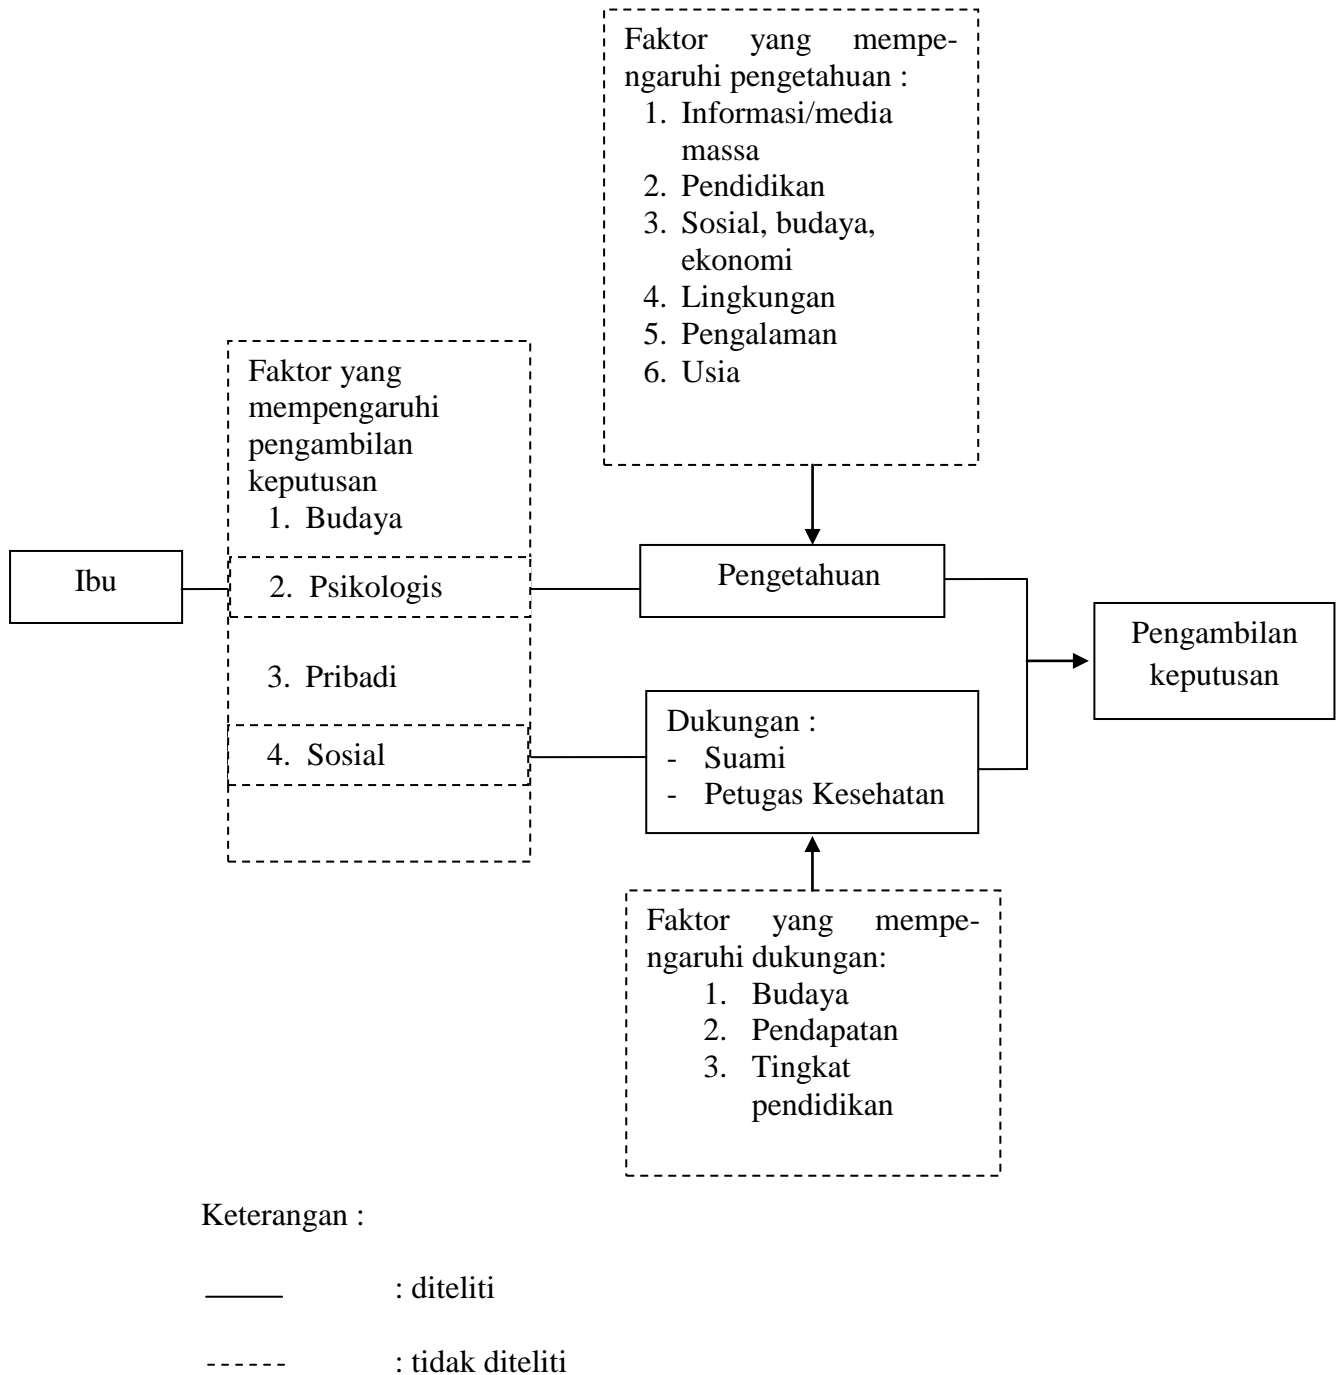 Faktor yang mempe-
ngaruhi pengetahuan :
1. Informasi/media
massa
2. Pendidikan
3. Sosial, budaya,
ekonomi
4. Lingkungan
5. Pengalaman
6. Usia
Faktor yang
mempengaruhi
pengambilan
keputusan
1. Budaya
2. Psikologis
3. Pribadi
4. Sosial
Ibu
Pengetahuan
Dukungan :
- Suami
- Petugas Kesehatan
Pengambilan
keputusan
Faktor yang mempe-
ngaruhi dukungan:
1. Budaya
2. Pendapatan
3. Tingkat
pendidikan
Keterangan :
: diteliti
: tidak diteliti